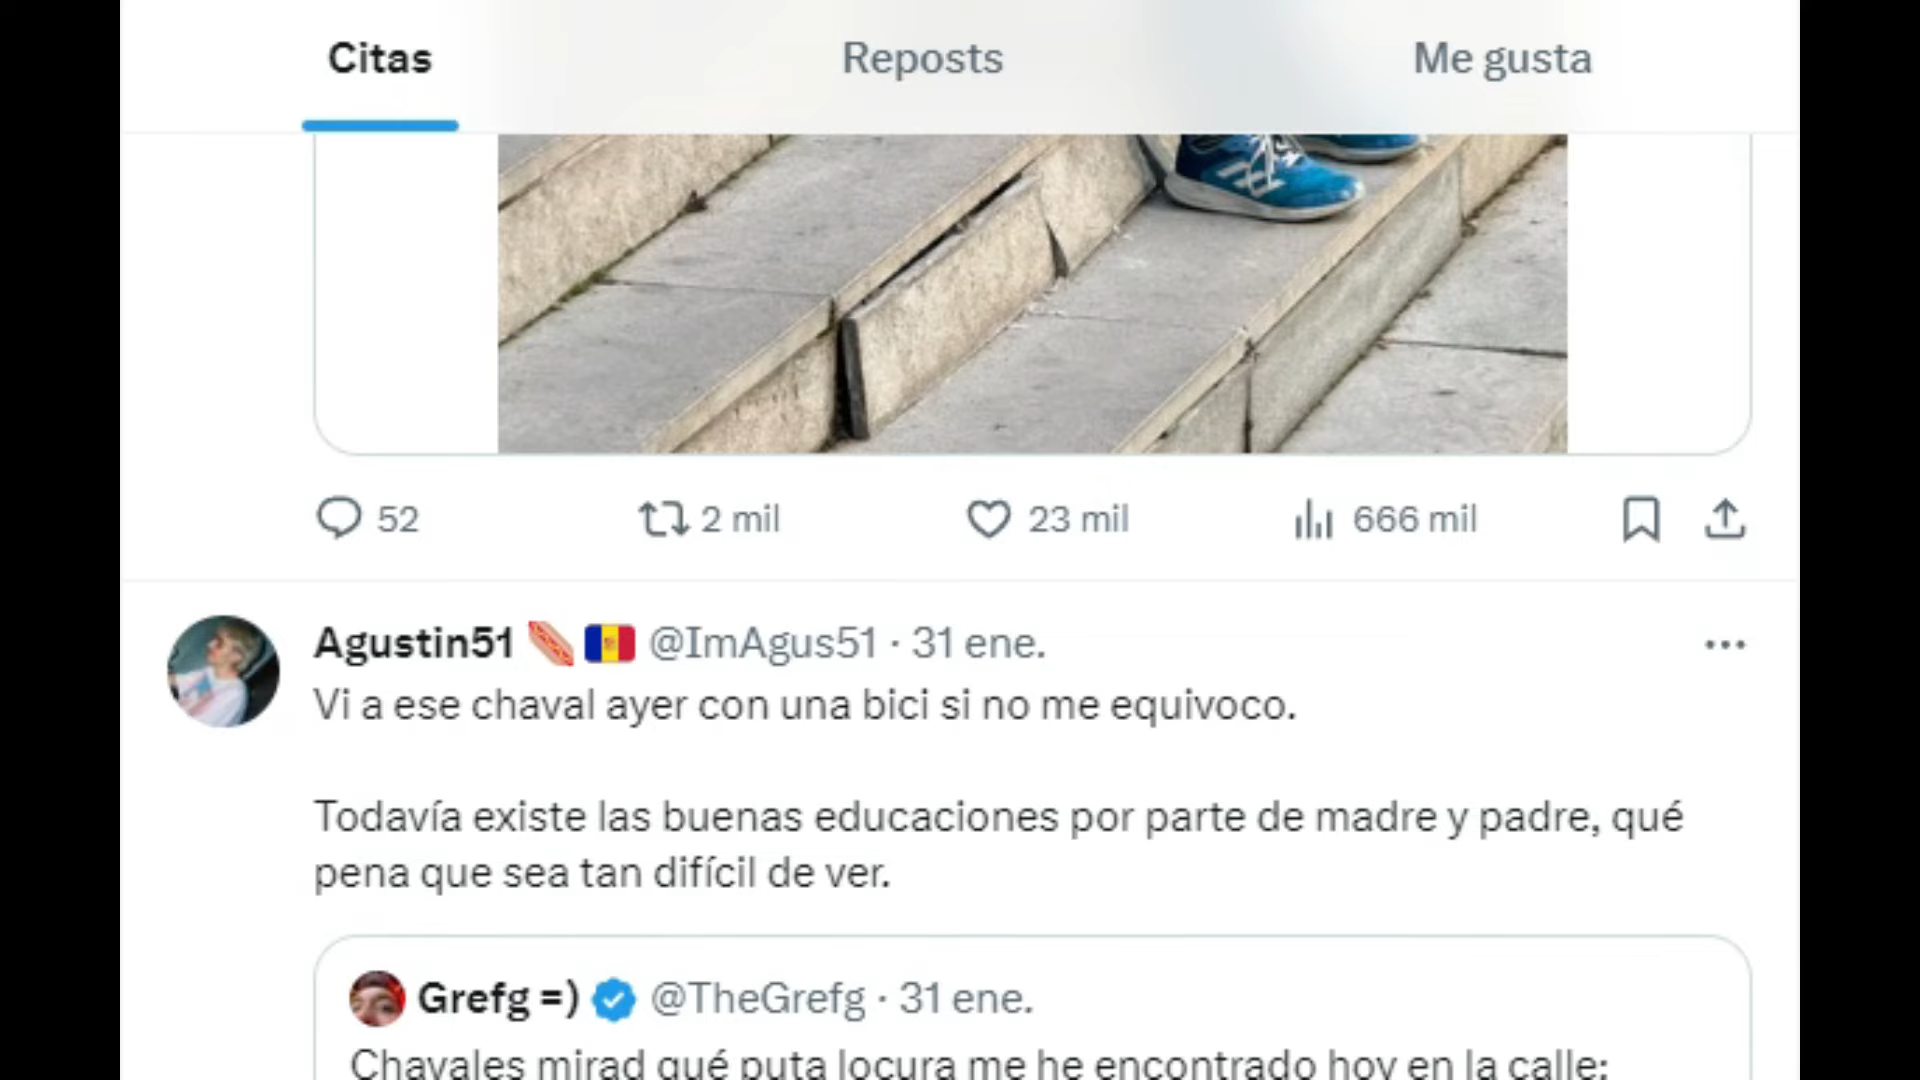 Citas Reposts Me gusta
52 2 mil 23 mil 666 mil
Agustin51 @ImAgus51 · 31 ene.
Vi a ese chaval ayer con una bici si no me equivoco.
Todavía existe las buenas educaciones por parte de madre y padre, qué
pena que sea tan difícil de ver.
Grefg =) @TheGrefg · 31 ene.
Chavales mirad qué puta locura me he encontrado hoy en la calle: